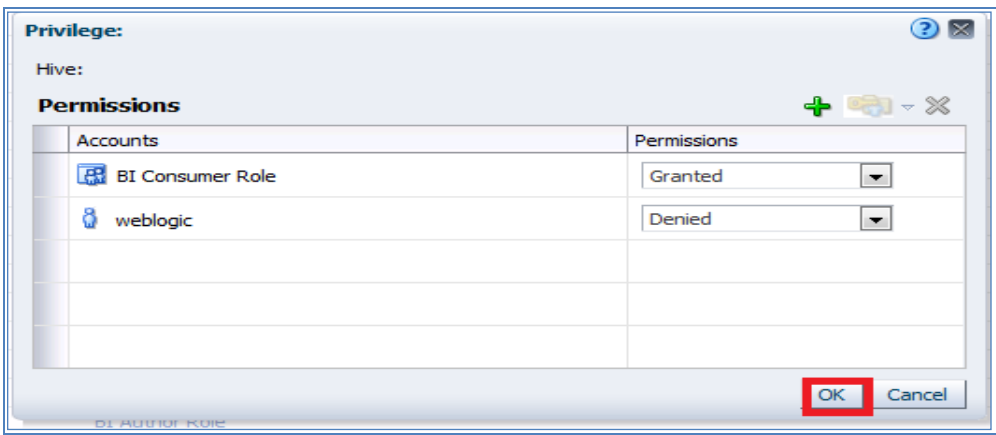 Privilege:
Hive:
Permissions
Accounts Permissions
BI Consumer Role Granted
weblogic Denied
OK Cancel
BI Author Role